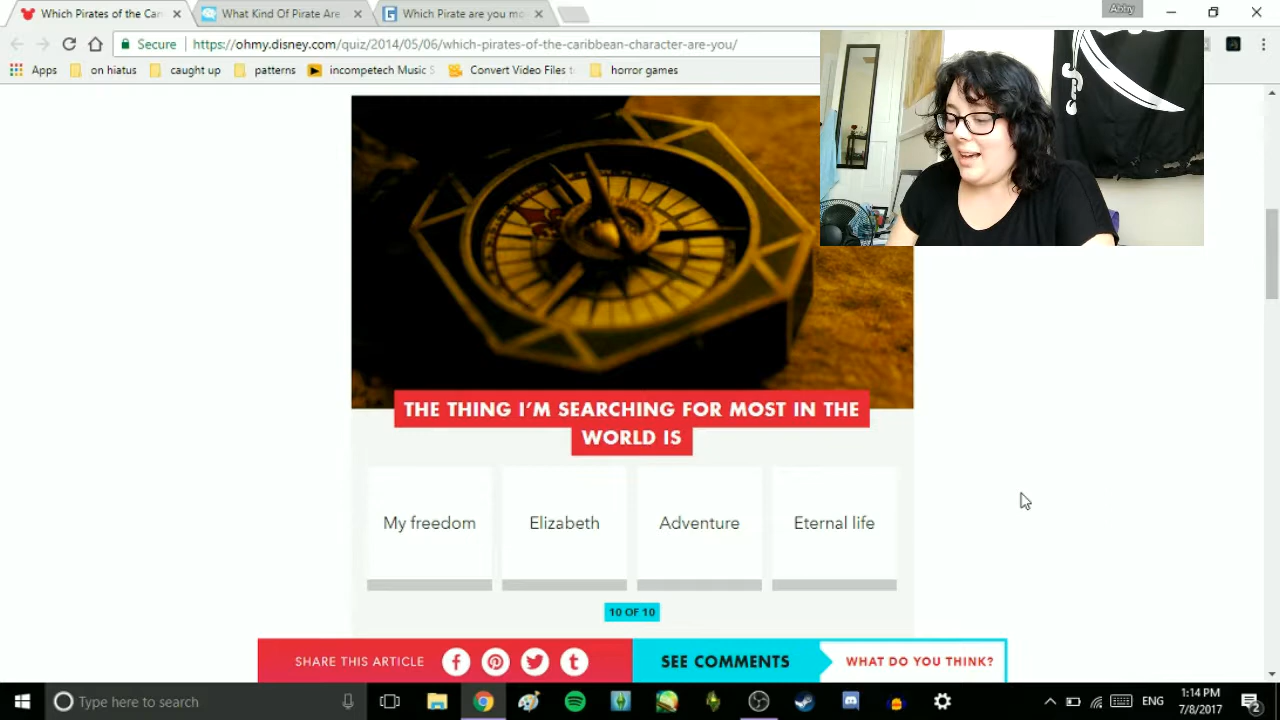 Which Pirates of the Car
What Kind Of Pirate Are
Which Pirate are you mo
Abby
Secure
https://ohmy.disney.com/quiz/2014/05/06/which-pirates-of-the-caribbean-character-are-you/
Apps
on hiatus
caught up
patterns
incompetech Music S
Convert Video Files t
horror games
THE THING I'M SEARCHING FOR MOST IN THE
WORLD IS
My freedom
Elizabeth
Adventure
Eternal life
10 OF 10
SHARE THIS ARTICLE
SEE COMMENTS
WHAT DO YOU THINK?
Type here to search
ENG
1:14 PM
7/8/2017
2